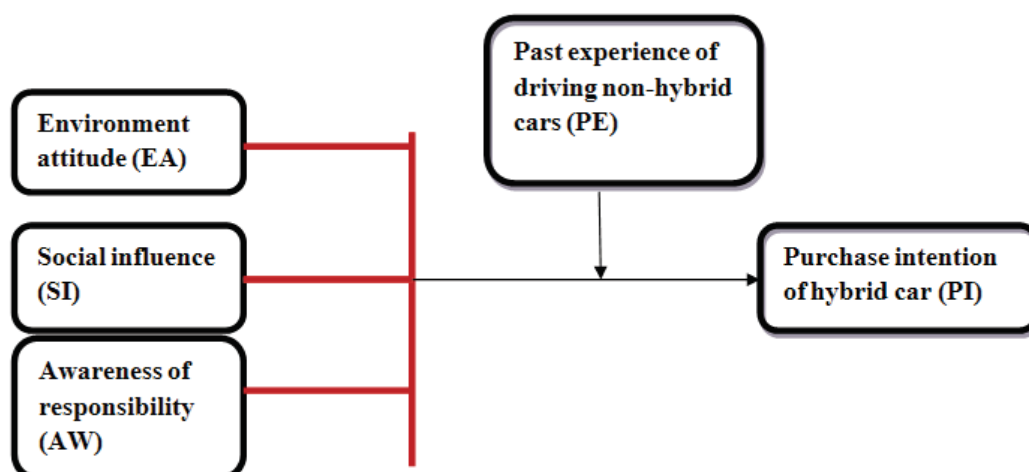 Past experience of
driving non-hybrid
cars (PE)
Environment
attitude (EA)
Social influence
(SI)
Purchase intention
of hybrid car (PI)
Awareness of
responsibility
(AW)